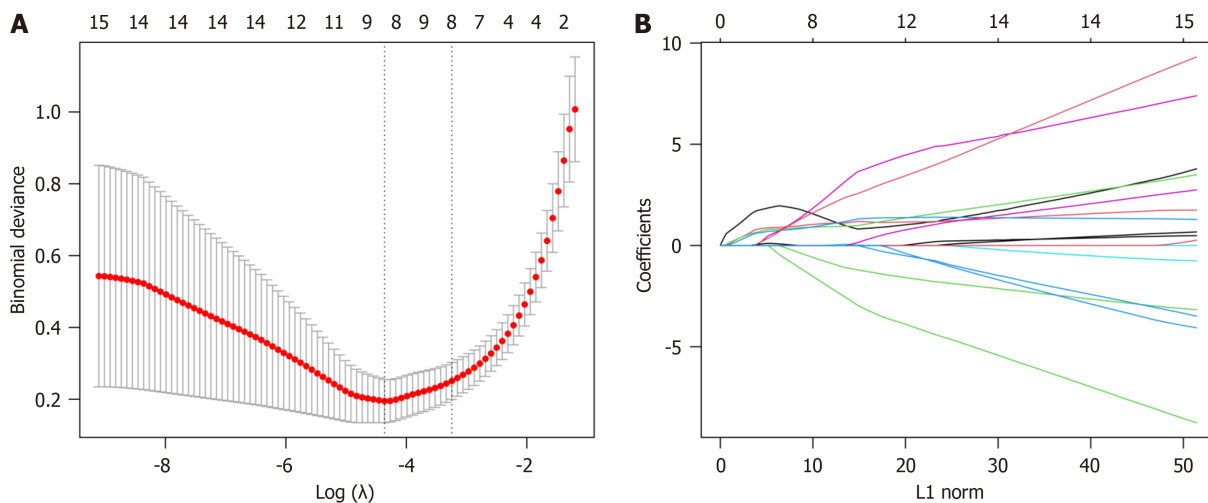 A
15 14 14 14 14 12 11 9 8 9 8 7 4 4 2
Binomial deviance
1.0
0.8
0.6
0.4
0.2
-8 -6 -4 -2
Log (λ)
B
0 8 12 14 14 15
Coefficients
10
5
0
-5
0 10 20 30 40 50
L1 norm